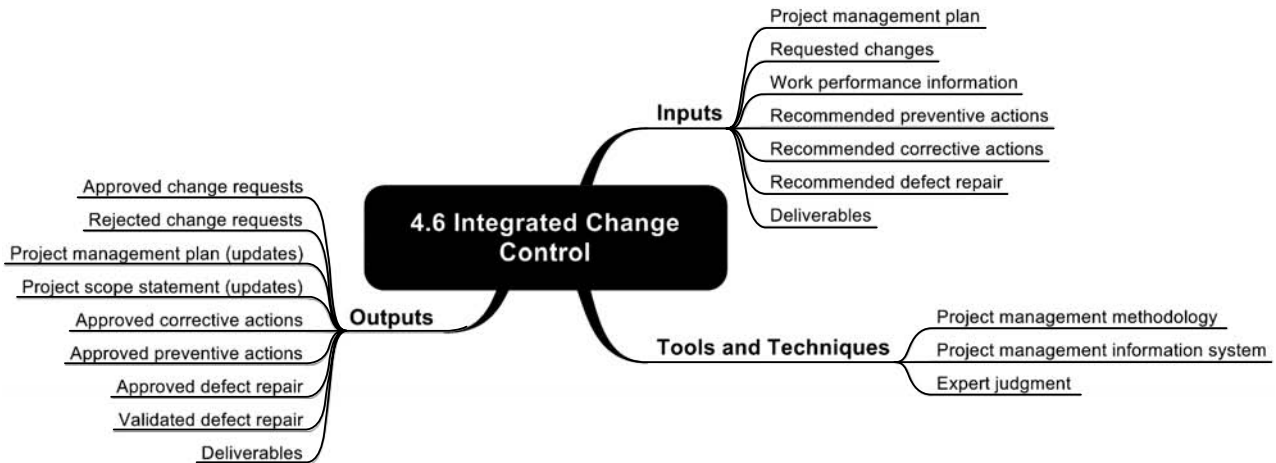 4.6 Integrated Change
Control
Inputs
Project management plan
Requested changes
Work performance information
Recommended preventive actions
Recommended corrective actions
Recommended defect repair
Deliverables
Tools and Techniques
Project management methodology
Project management information system
Expert judgment
Outputs
Approved change requests
Rejected change requests
Project management plan (updates)
Project scope statement (updates)
Approved corrective actions
Approved preventive actions
Approved defect repair
Validated defect repair
Deliverables